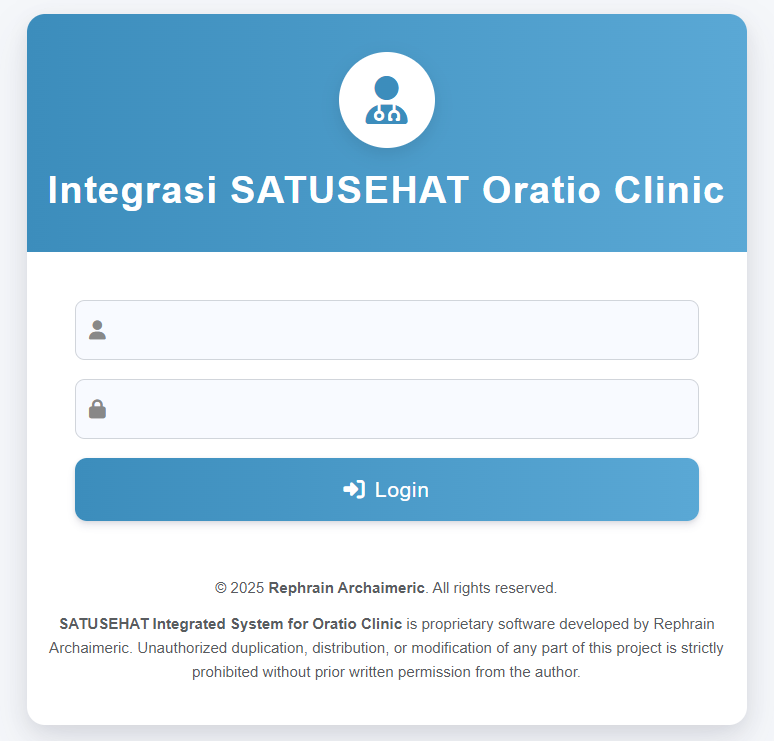 Integrasi SATUSEHAT Oratio Clinic
Login
© 2025 Rephrain Archaimeric. All rights reserved.
SATUSEHAT Integrated System for Oratio Clinic is proprietary software developed by Rephrain
Archaimeric. Unauthorized duplication, distribution, or modification of any part of this project is strictly
prohibited without prior written permission from the author.